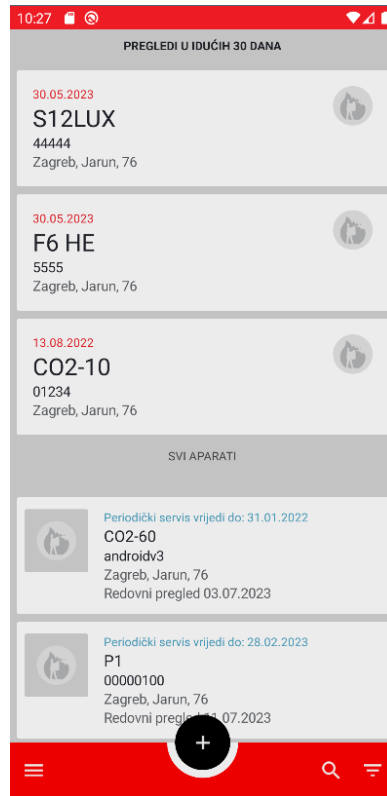 10:27
PREGLEDI U IDUĆIH 30 DANA
30.05.2023
S12LUX
44444
Zagreb, Jarun, 76
30.05.2023
F6 HE
5555
Zagreb, Jarun, 76
13.08.2022
CO2-10
01234
Zagreb, Jarun, 76
SVI APARATI
Periodički servis vrijedi do: 31.01.2022
CO2-60
androidv3
Zagreb, Jarun, 76
Redovni pregled 03.07.2023
Periodički servis vrijedi do: 28.02.2023
P1
00000100
Zagreb, Jarun, 76
Redovni pregled 07.2023